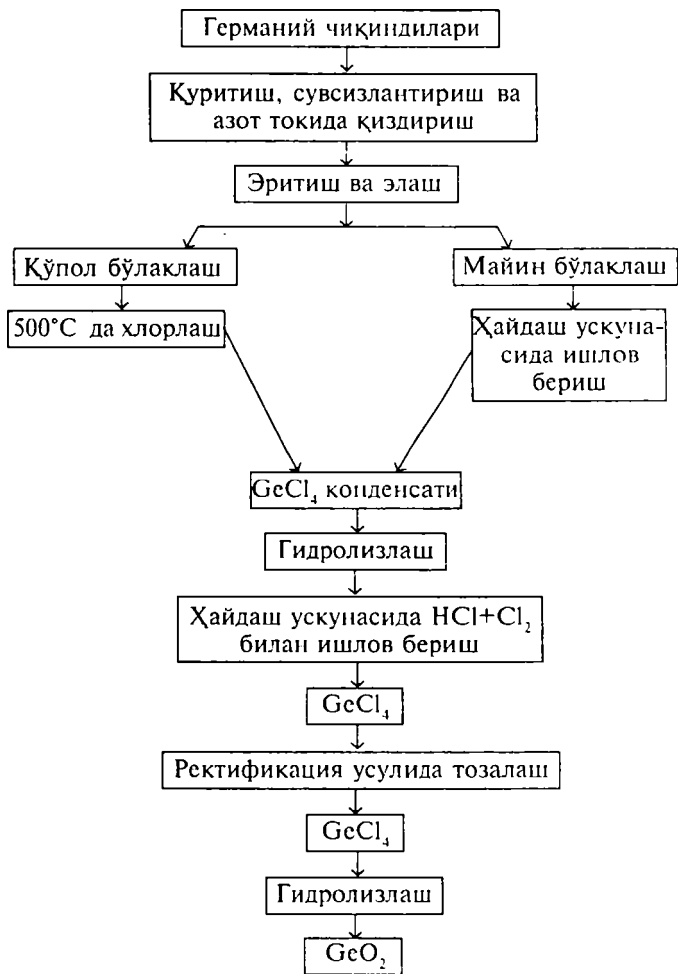 Германий чиқиндилари
Қуритиш, сувсизлантириш ва
азот токида қиздириш
Эритиш ва элаш
Қўпол бўлаклаш
Майин бўлаклаш
500°С да хлорлаш
Ҳайдаш ускуна-
сида ишлов
бериш
GeCl₄ конденсати
Гидролизлаш
Ҳайдаш ускунасида HCl+Cl₂
билан ишлов бериш
GeCl₄
Ректификация усулида тозалаш
GeCl₄
Гидролизлаш
GeO₂